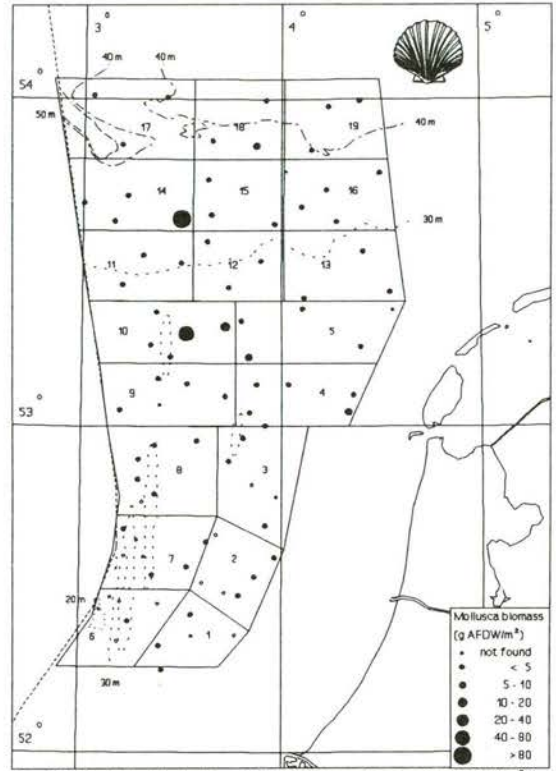 3 4 5
40 m 40 m
54
50 m
17 18 19
40 m
14 15 16
30 m
11 12 13
10 5
9 4
53
8 3
7 2
20 m
6 1
30 m
52
Mollusca biomass
(g AFDW/m²)
not found
< 5
5 - 10
10 - 20
20 - 40
40 - 80
>80